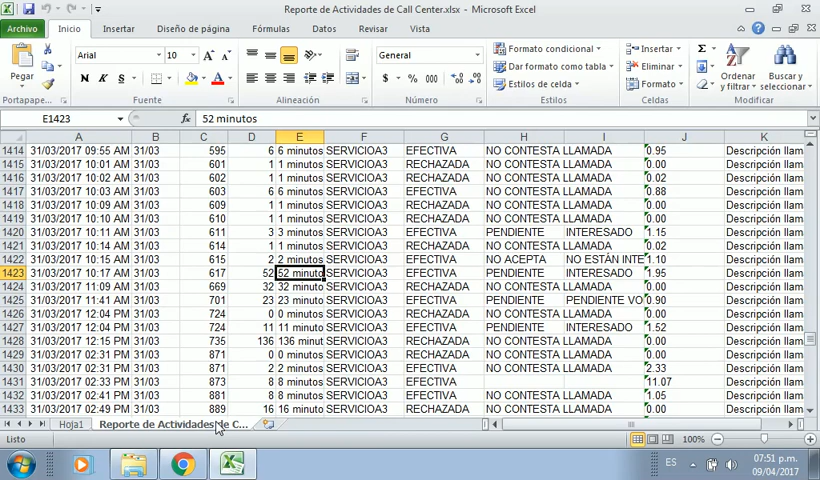 Reporte de Actividades de Call Center.xlsx - Microsoft Excel
Archivo Inicio Insertar Diseño de página Fórmulas Datos Revisar Vista
Pegar Arial 10 General Formato condicional Insertar
N K S A Dar formato como tabla Eliminar Ordenar Buscar y
$ % 000 Estilos de celda Formato y filtrar seleccionar
Portapape... Fuente Alineación Número Estilos Celdas Modificar
E1423 fx 52 minutos
A B C D E F G H I J K
1414 31/03/2017 09:55 AM 31/03 595 6 6 minutos SERVICIOA3 EFECTIVA NO CONTESTA LLAMADA 0.95 Descripción llam
1415 31/03/2017 10:01 AM 31/03 601 1 1 minutos SERVICIOA3 RECHAZADA NO CONTESTA LLAMADA 0.00 Descripción llam
1416 31/03/2017 10:02 AM 31/03 602 1 1 minutos SERVICIOA3 RECHAZADA NO CONTESTA LLAMADA 0.02 Descripción llam
1417 31/03/2017 10:03 AM 31/03 603 6 6 minutos SERVICIOA3 EFECTIVA NO CONTESTA LLAMADA 0.88 Descripción llam
1418 31/03/2017 10:09 AM 31/03 609 1 1 minutos SERVICIOA3 RECHAZADA NO CONTESTA LLAMADA 0.00 Descripción llam
1419 31/03/2017 10:10 AM 31/03 610 1 1 minutos SERVICIOA3 RECHAZADA NO CONTESTA LLAMADA 0.00 Descripción llam
1420 31/03/2017 10:11 AM 31/03 611 3 3 minutos SERVICIOA3 EFECTIVA PENDIENTE INTERESADO 1.15 Descripción llam
1421 31/03/2017 10:14 AM 31/03 614 1 1 minutos SERVICIOA3 RECHAZADA NO CONTESTA LLAMADA 0.02 Descripción llam
1422 31/03/2017 10:15 AM 31/03 615 2 2 minutos SERVICIOA3 EFECTIVA NO ACEPTA NO ESTÁN INTE 1.10 Descripción llam
1423 31/03/2017 10:17 AM 31/03 617 52 52 minuto SERVICIOA3 EFECTIVA PENDIENTE INTERESADO 1.95 Descripción llam
1424 31/03/2017 11:09 AM 31/03 669 32 32 minuto SERVICIOA3 RECHAZADA NO CONTESTA LLAMADA 0.00 Descripción llam
1425 31/03/2017 11:41 AM 31/03 701 23 23 minuto SERVICIOA3 EFECTIVA PENDIENTE PENDIENTE VO 0.90 Descripción llam
1426 31/03/2017 12:04 PM 31/03 724 0 0 minutos SERVICIOA3 RECHAZADA NO CONTESTA LLAMADA 0.00 Descripción llam
1427 31/03/2017 12:04 PM 31/03 724 11 11 minuto SERVICIOA3 EFECTIVA PENDIENTE INTERESADO 1.52 Descripción llam
1428 31/03/2017 12:15 PM 31/03 735 136 136 minut SERVICIOA3 RECHAZADA NO CONTESTA LLAMADA 0.00 Descripción llam
1429 31/03/2017 02:31 PM 31/03 871 0 0 minutos SERVICIOA3 RECHAZADA NO CONTESTA LLAMADA 0.00 Descripción llam
1430 31/03/2017 02:31 PM 31/03 871 2 2 minutos SERVICIOA3 EFECTIVA NO CONTESTA LLAMADA 2.33 Descripción llam
1431 31/03/2017 02:33 PM 31/03 873 8 8 minutos SERVICIOA3 EFECTIVA 11.07 Descripción llam
1432 31/03/2017 02:41 PM 31/03 881 8 8 minutos SERVICIOA3 EFECTIVA NO CONTESTA LLAMADA 1.05 Descripción llam
1433 31/03/2017 02:49 PM 31/03 889 16 16 minuto SERVICIOA3 RECHAZADA NO CONTESTA LLAMADA 0.00 Descripción llam
Hoja1 Reporte de Actividades de C...
Listo 100%
ES 07:51 p.m.
09/04/2017